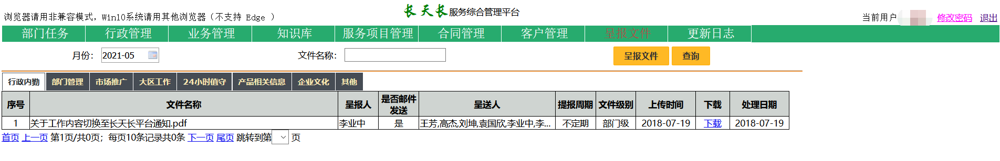 长天长服务综合管理平台
浏览器请用非兼容模式，Win10系统请用其他浏览器（不支持 Edge ）
当前用户 修改密码 退出
部门任务 行政管理 业务管理 知识库 服务项目管理 合同管理 客户管理 呈报文件 更新日志
月份： 2021-05 文件名称： 呈报文件 查询
行政内勤 部门管理 市场推广 大区工作 24小时值守 产品相关信息 企业文化 其他
序号 文件名称 呈报人 是否邮件发送 呈送人 提报周期 文件级别 上传时间 下载 处理日期
1 关于工作内容切换至长天长平台通知.pdf 李业中 是 王芳,高杰,刘坤,袁国欣,李业中,李... 不定期 部门级 2018-07-19 下载 2018-07-19
首页 上一页 第1页/共0页；每页10条记录共0条 下一页 尾页 跳转到第 页